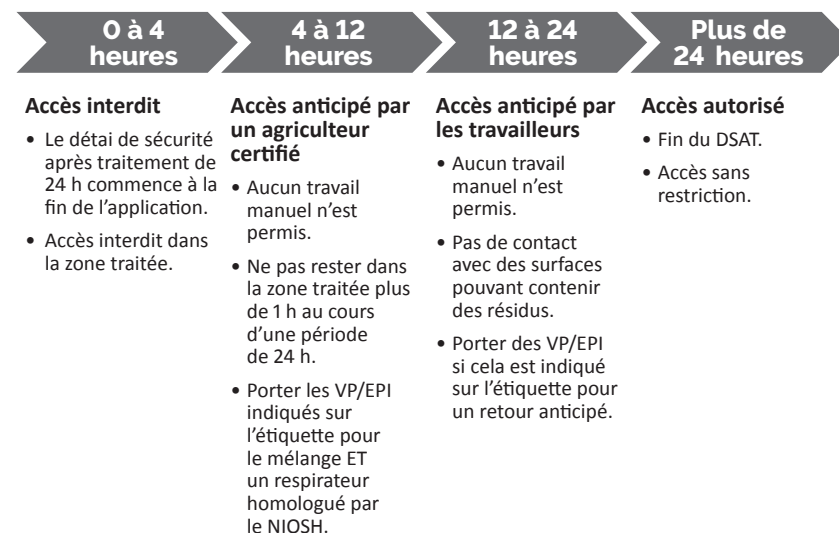 0 à 4
heures
4 à 12
heures
12 à 24
heures
Plus de
24 heures
Accès interdit
• Le détai de sécurité
après traitement de
24 h commence à la
fin de l'application.
• Accès interdit dans
la zone traitée.
Accès anticipé par
un agriculteur
certifié
• Aucun travail
manuel n'est
permis.
• Ne pas rester dans
la zone traitée plus
de 1 h au cours
d'une période
de 24 h.
• Porter les VP/EPI
indiqués sur
l'étiquette pour
le mélange ET
un respirateur
homologué par
le NIOSH.
Accès anticipé par
les travailleurs
• Aucun travail
manuel n'est
permis.
• Pas de contact
avec des surfaces
pouvant contenir
des résidus.
• Porter des VP/EPI
si cela est indiqué
sur l'étiquette pour
un retour anticipé.
Accès autorisé
• Fin du DSAT.
• Accès sans
restriction.